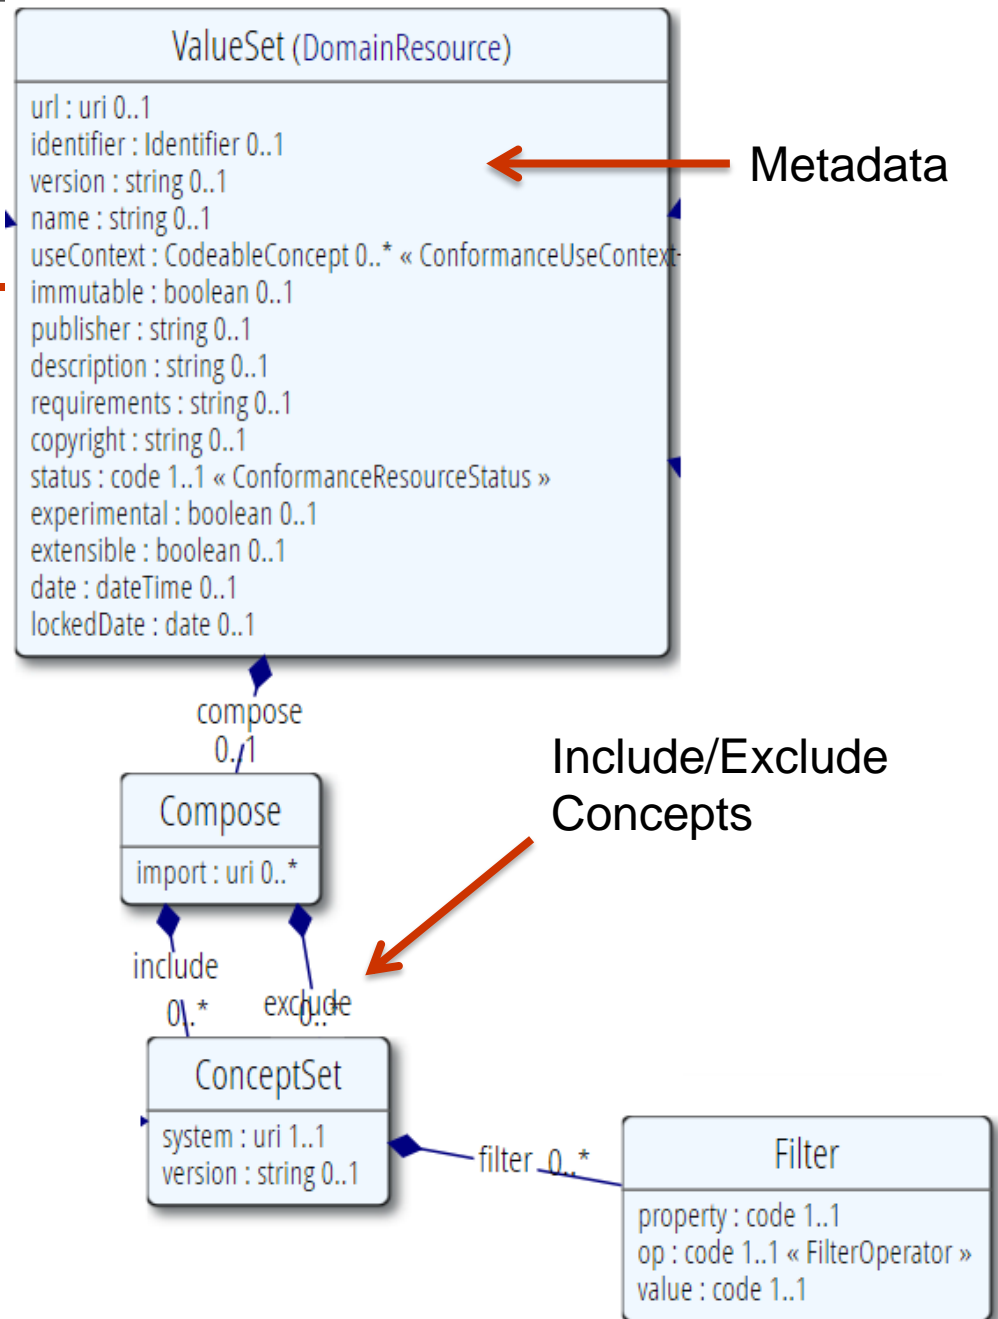 ValueSet (DomainResource)
url : uri 0..1
identifier : Identifier 0..1
version : string 0..1
name : string 0..1
useContext : CodeableConcept 0..* « ConformanceUseContext
immutable : boolean 0..1
publisher : string 0..1
description : string 0..1
requirements : string 0..1
copyright : string 0..1
status : code 1..1 « ConformanceResourceStatus »
experimental : boolean 0..1
extensible : boolean 0..1
date : dateTime 0..1
lockedDate : date 0..1
Metadata
compose
0..1
Include/Exclude
Concepts
Compose
import : uri 0..*
include
0..*
exclude
0..*
ConceptSet
system : uri 1..1
version : string 0..1
filter 0..*
Filter
property : code 1..1
op : code 1..1 « FilterOperator »
value : code 1..1